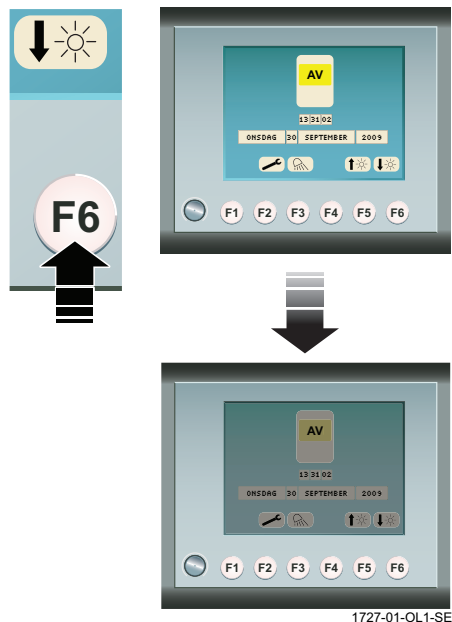 F6
AV
13 31 02
ONSDAG 30 SEPTEMBER 2009
F1 F2 F3 F4 F5 F6
AV
13 31 02
ONSDAG 30 SEPTEMBER 2009
F1 F2 F3 F4 F5 F6
1727-01-OL1-SE